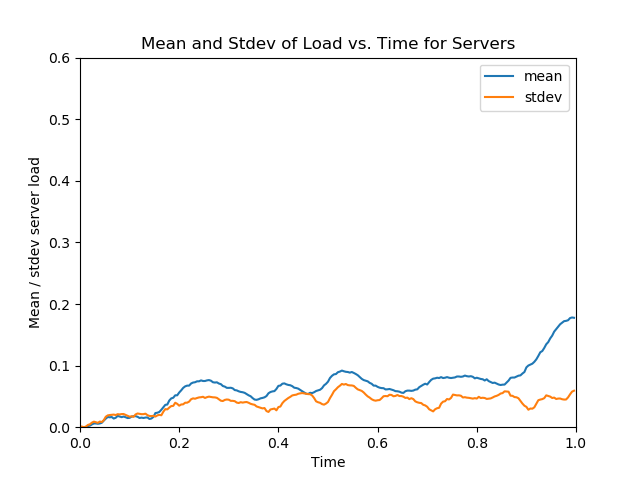 Mean and Stdev of Load vs. Time for Servers
mean
stdev
Mean / stdev server load
0.6
0.5
0.4
0.3
0.2
0.1
0.0
0.0 0.2 0.4 0.6 0.8 1.0
Time